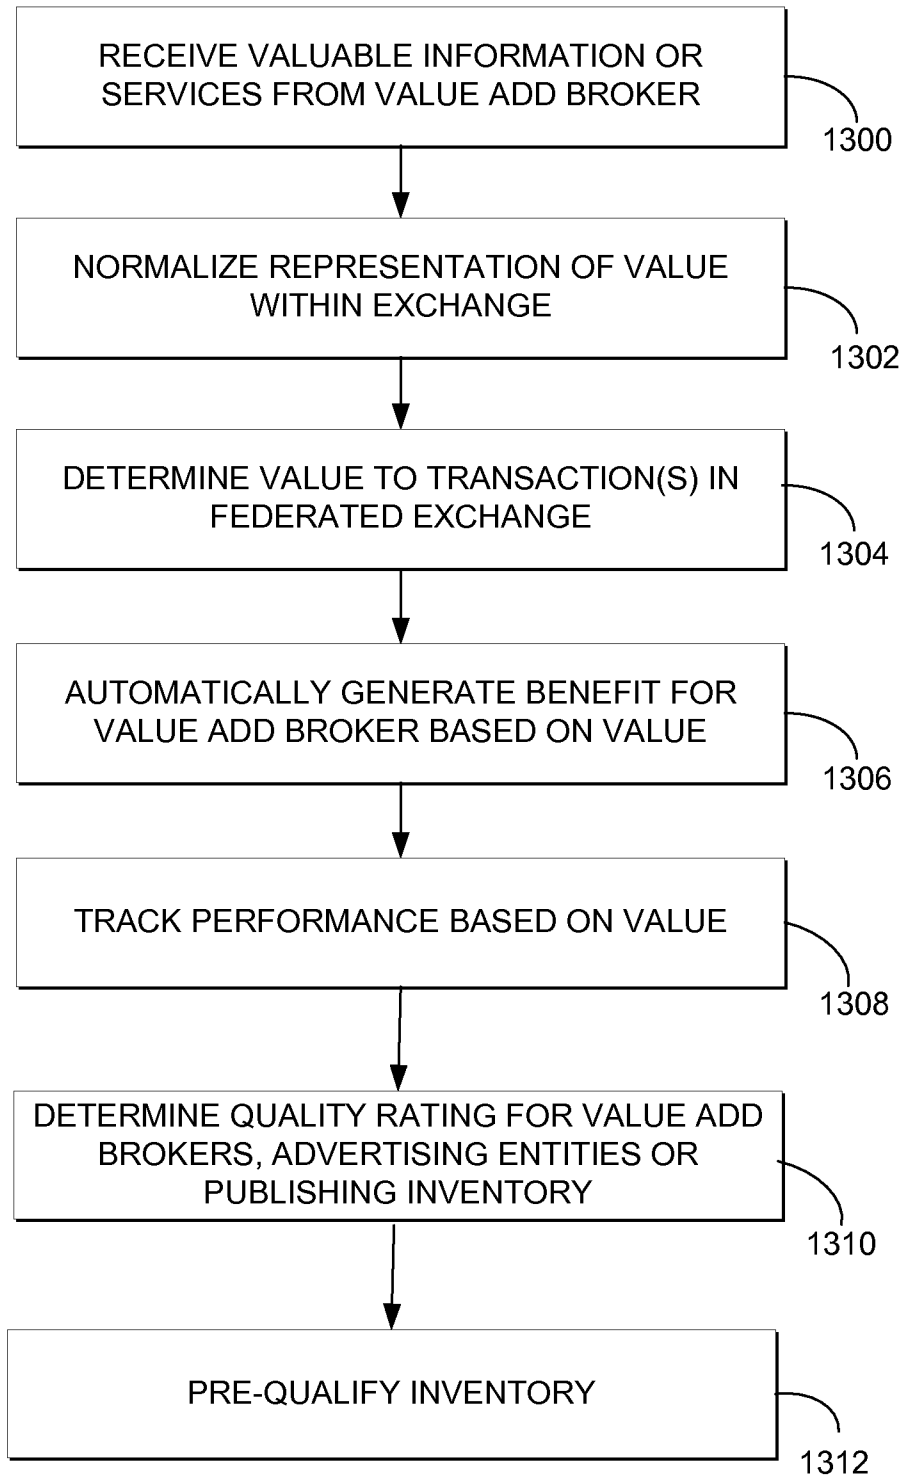 RECEIVE VALUABLE INFORMATION OR
SERVICES FROM VALUE ADD BROKER
1300
NORMALIZE REPRESENTATION OF VALUE
WITHIN EXCHANGE
1302
DETERMINE VALUE TO TRANSACTION(S) IN
FEDERATED EXCHANGE
1304
AUTOMATICALLY GENERATE BENEFIT FOR
VALUE ADD BROKER BASED ON VALUE
1306
TRACK PERFORMANCE BASED ON VALUE
1308
DETERMINE QUALITY RATING FOR VALUE ADD
BROKERS, ADVERTISING ENTITIES OR
PUBLISHING INVENTORY
1310
PRE-QUALIFY INVENTORY
1312